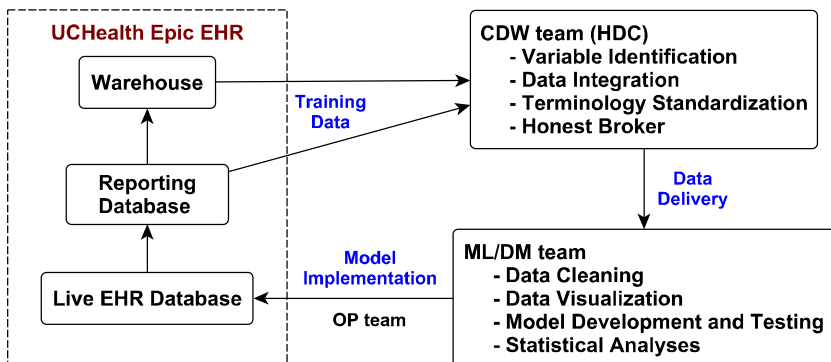 UCHealth Epic EHR
Warehouse
Reporting
Database
Live EHR Database
Training
Data
CDW team (HDC)
- Variable Identification
- Data Integration
- Terminology Standardization
- Honest Broker
Data
Delivery
ML/DM team
- Data Cleaning
- Data Visualization
- Model Development and Testing
- Statistical Analyses
Model
Implementation
OP team